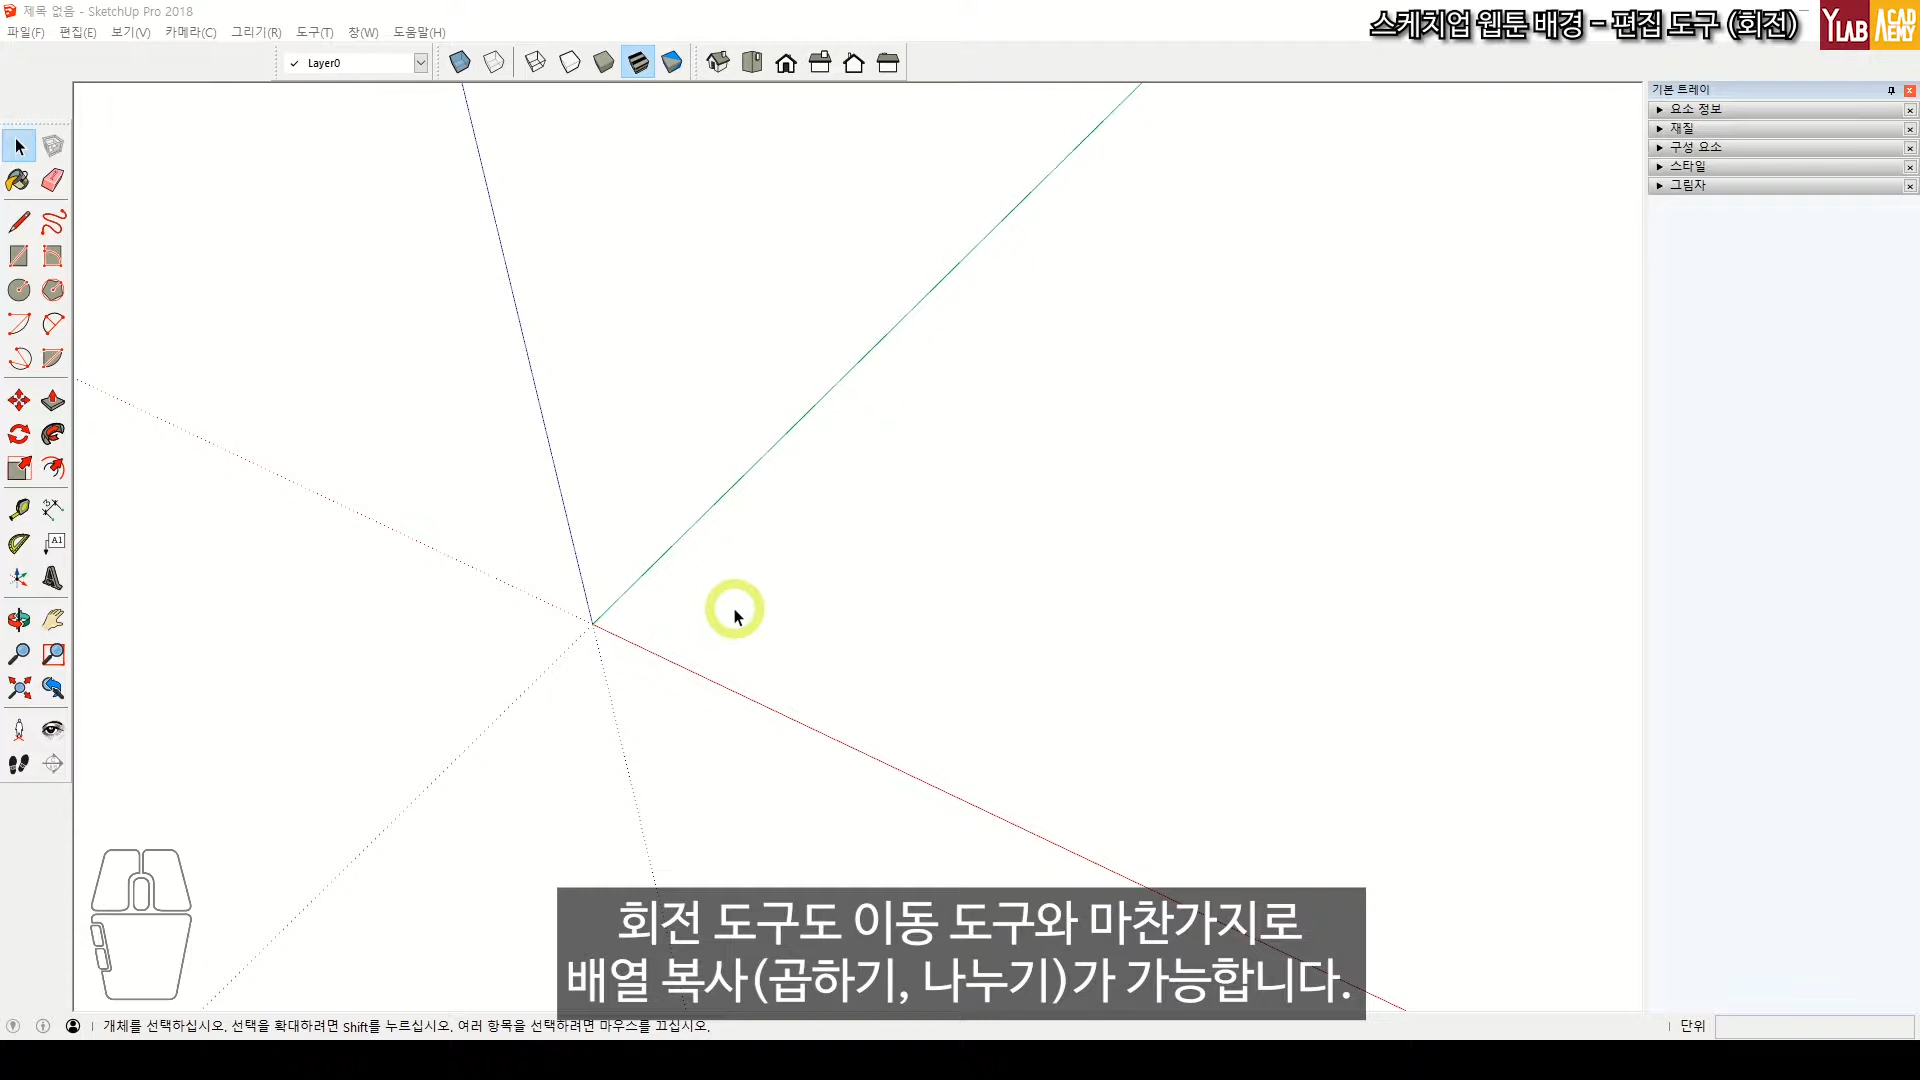 제목 없음 - SketchUp Pro 2018
스케치업 웹툰 배경 - 편집 도구 (회전)
YLAB ACADEMY
파일(F) 편집(E) 보기(V) 카메라(C) 그리기(R) 도구(T) 창(W) 도움말(H)
Layer0
기본 트레이
요소 정보
재질
구성 요소
스타일
그림자
A1
회전 도구도 이동 도구와 마찬가지로
배열 복사(곱하기, 나누기)가 가능합니다.
개체를 선택하십시오. 선택을 확대하려면 Shift를 누르십시오. 여러 항목을 선택하려면 마우스를 끄십시오.
단위